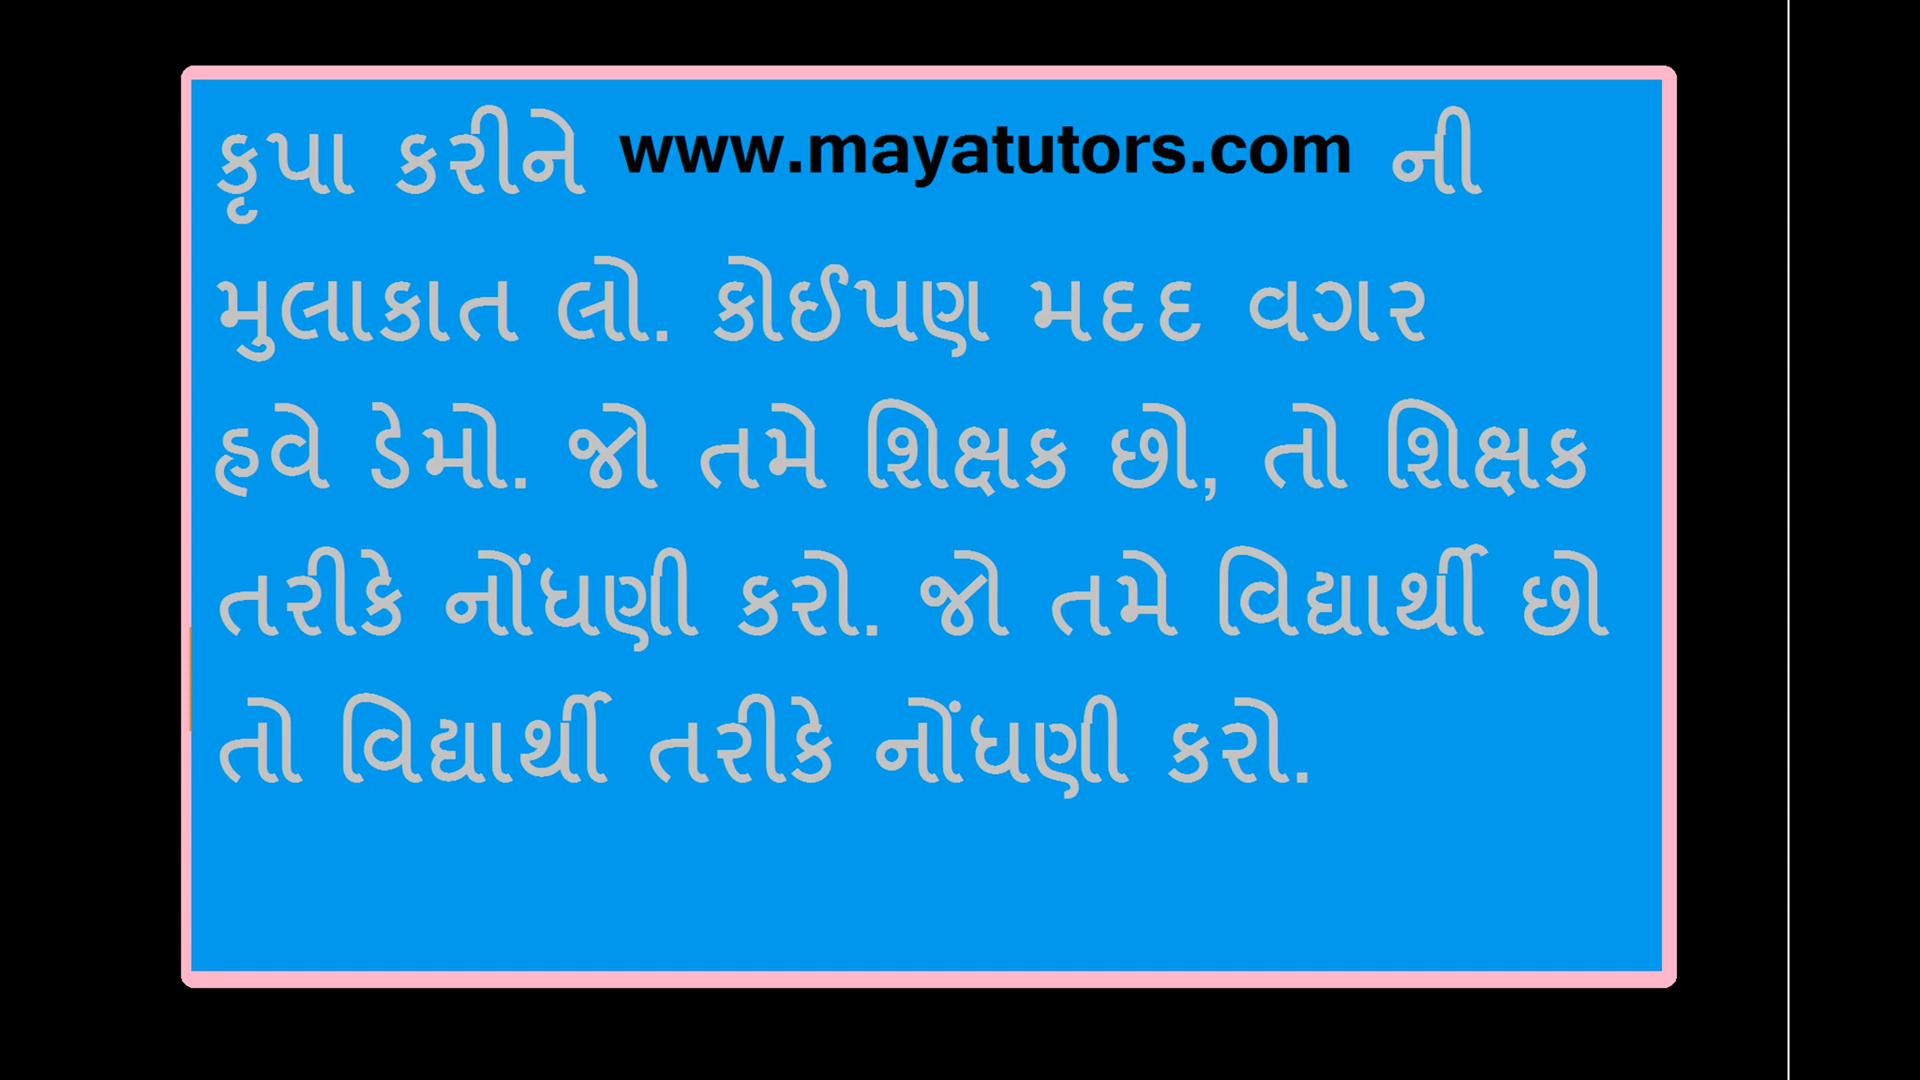 કૃપા કરીને www.mayatutors.com ની
મુલાકાત લો. કોઈપણ મદદ વગર
હવે ડેમો. જો તમે શિક્ષક છો, તો શિક્ષક
તરીકે નોંધણી કરો. જો તમે વિદ્યાર્થી છો
તો વિદ્યાર્થી તરીકે નોંધણી કરો.